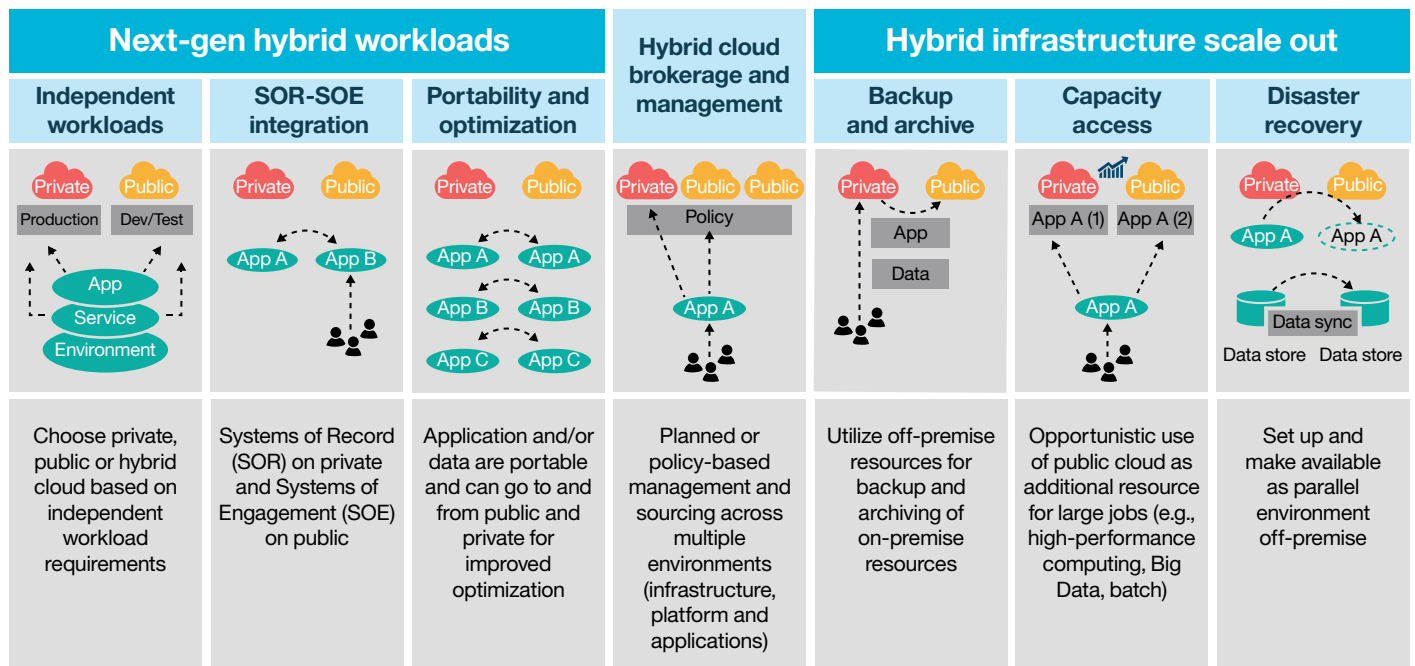 Next-gen hybrid workloads
Hybrid cloud
brokerage and
management
Hybrid infrastructure scale out
Independent
workloads
SOR-SOE
integration
Portability and
optimization
Backup
and archive
Capacity
access
Disaster
recovery
Private
Public
Production
Dev/Test
App
Service
Environment
Private
Public
App A
App B
Private
Public
App A
App A
App B
App B
App C
App C
Private
Public
Public
Policy
App A
Private
Public
App
Data
Private
Public
App A (1)
App A (2)
App A
Private
Public
App A
App A
Data sync
Data store
Data store
Choose private,
public or hybrid
cloud based on
independent
workload
requirements
Systems of Record
(SOR) on private
and Systems of
Engagement (SOE)
on public
Application and/or
data are portable
and can go to and
from public and
private for
improved
optimization
Planned or
policy-based
management and
sourcing across
multiple
environments
(infrastructure,
platform and
applications)
Utilize off-premise
resources for
backup and
archiving of
on-premise
resources
Opportunistic use
of public cloud as
additional resource
for large jobs (e.g.,
high-performance
computing, Big
Data, batch)
Set up and
make available
as parallel
environment
off-premise